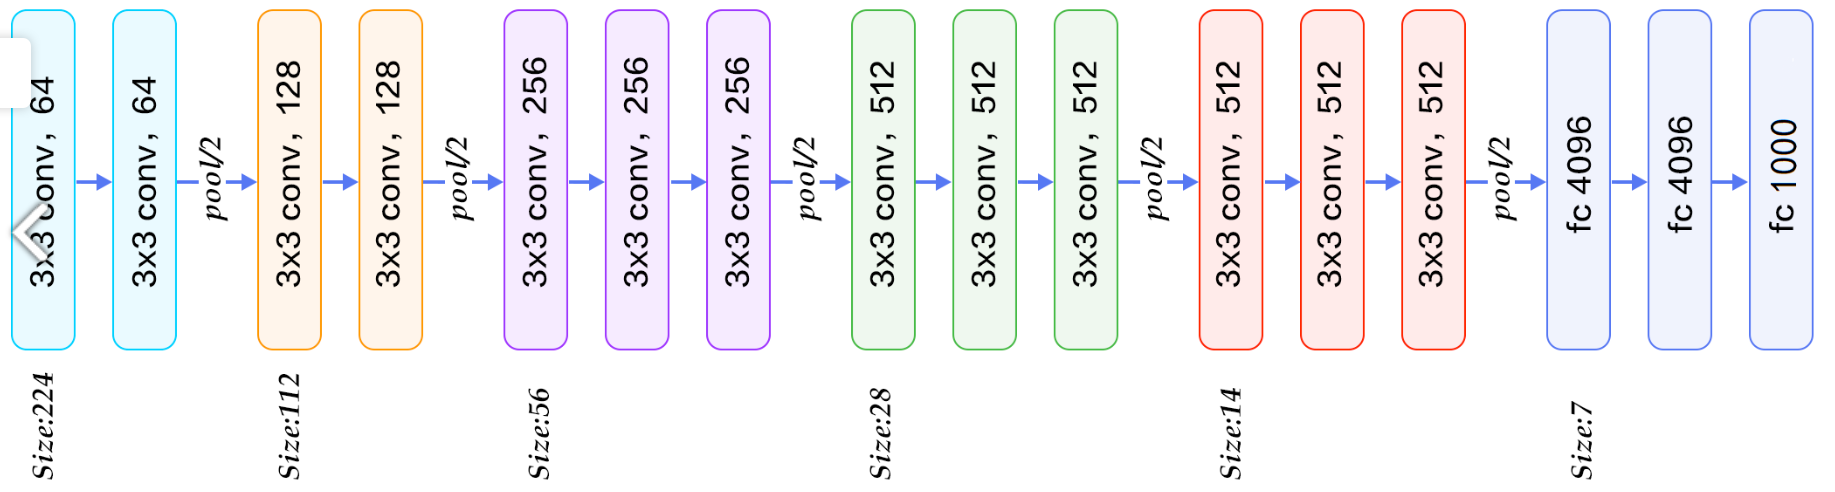 3x3 conv, 64
3x3 conv, 64
pool/2
3x3 conv, 128
3x3 conv, 128
pool/2
3x3 conv, 256
3x3 conv, 256
3x3 conv, 256
pool/2
3x3 conv, 512
3x3 conv, 512
3x3 conv, 512
pool/2
3x3 conv, 512
3x3 conv, 512
3x3 conv, 512
pool/2
fc 4096
fc 4096
fc 1000
Size:224
Size:112
Size:56
Size:28
Size:14
Size:7